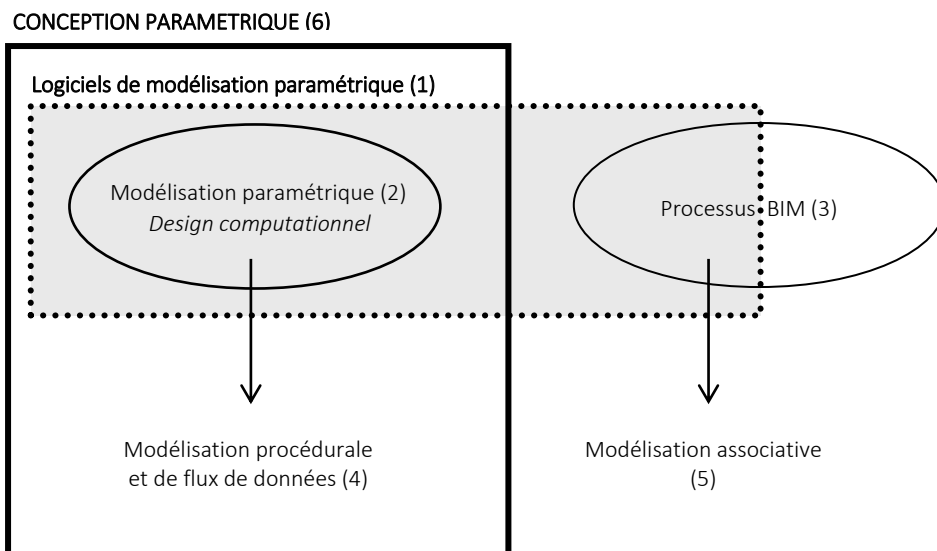 CONCEPTION PARAMETRIQUE (6)
Logiciels de modélisation paramétrique (1)
Modélisation paramétrique (2)
Design computationnel
Processus BIM (3)
Modélisation procédurale
et de flux de données (4)
Modélisation associative
(5)